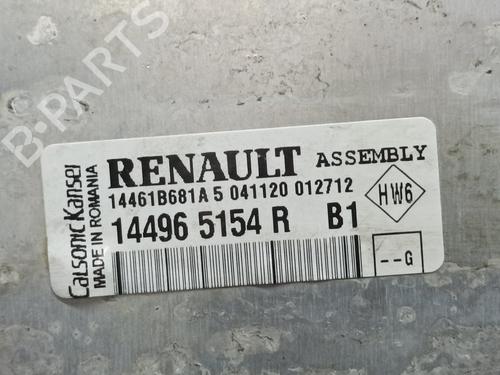 B-PARTS
Calsonic Kansei
MADE IN ROMANIA
RENAULT ASSEMBLY
14461B681A 5 041120 012712
14496 5154 R B1
HW6
--G